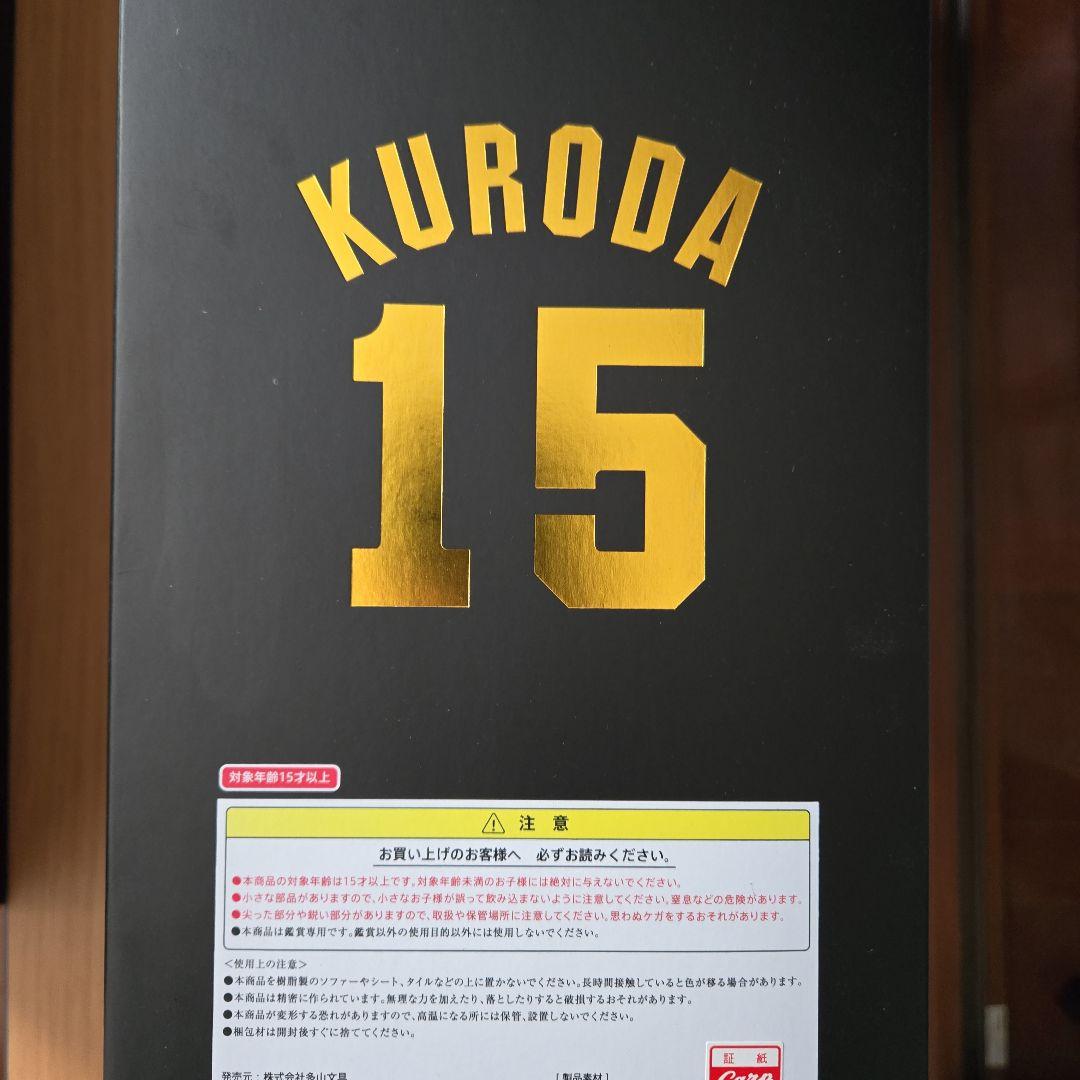 KURODA
15
対象年齢15才以上
注 意
お買い上げのお客様へ 必ずお読みください。
●本商品の対象年齢は15才以上です。対象年齢未満のお子様には絶対に与えないでください。
●小さな部品がありますので、小さなお子様が誤って飲み込まないように注意してください。窒息などの危険があります。
●尖った部分や鋭い部分がありますので、取扱や保管場所に注意してください。思わぬケガをするおそれがあります。
●本商品は鑑賞専用です。鑑賞以外の使用目的以外には使用しないでください。
＜使用上の注意＞
●本商品を樹脂製のソファーやシート、タイルなどの上に置かないでください。長時間接触していると色が移る場合があります。
●本商品は精密に作られています。無理な力を加えたり、落としたりすると破損するおそれがあります。
●本商品が変形する恐れがありますので、高温になる所には保管、設置しないでください。
●梱包材は開封後すぐに捨ててください。
証 紙
Carp
発売元：株式会社多山文具
［製品素材］